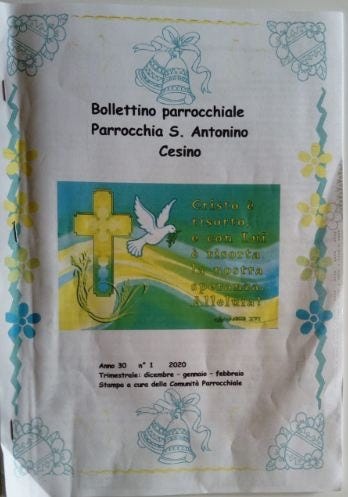 Bollettino parrocchiale
Parrocchia S. Antonino
Cesino
Cristo è
risorto,
e con Lui
è risorta
la nostra
speranza.
Alleluia!
Anno 30 n° 1 2020
Trimestrale: dicembre - gennaio - febbraio
Stampa a cura della Comunità Parrocchiale